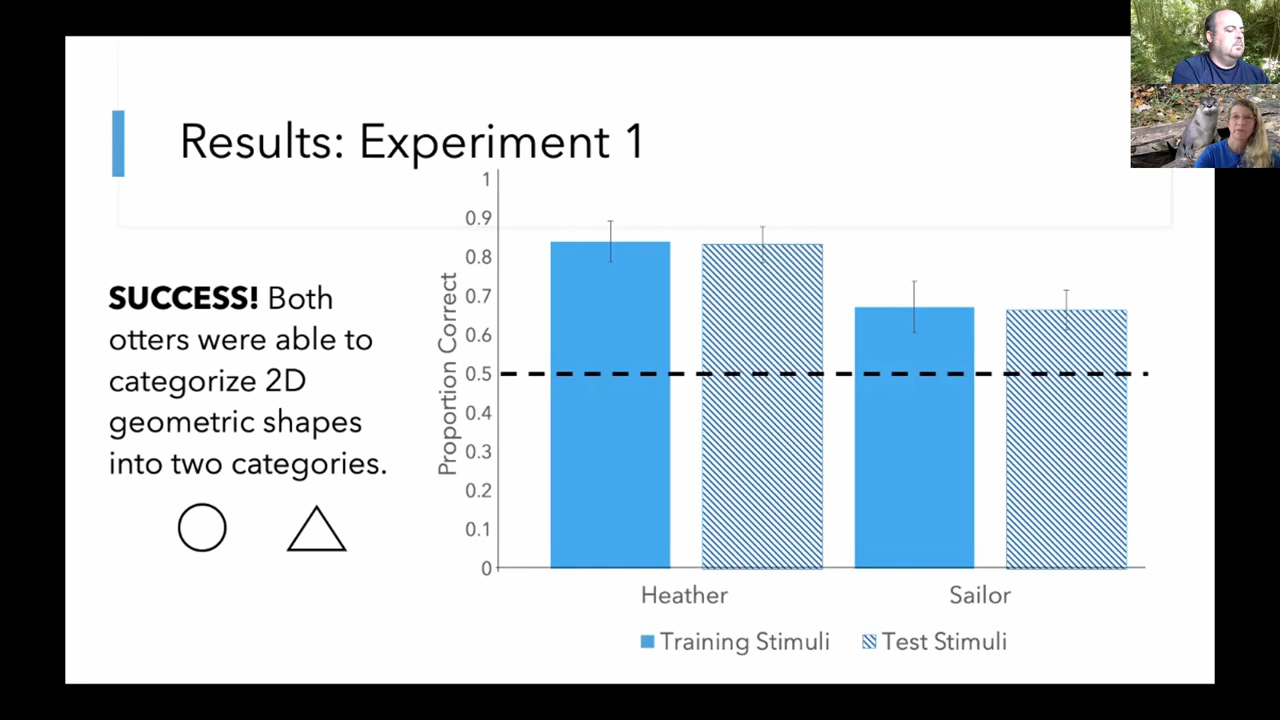 Results: Experiment 1
SUCCESS! Both
otters were able to
categorize 2D
geometric shapes
into two categories.
Proportion Correct
1
0.9
0.8
0.7
0.6
0.5
0.4
0.3
0.2
0.1
0
Heather
Sailor
Training Stimuli
Test Stimuli